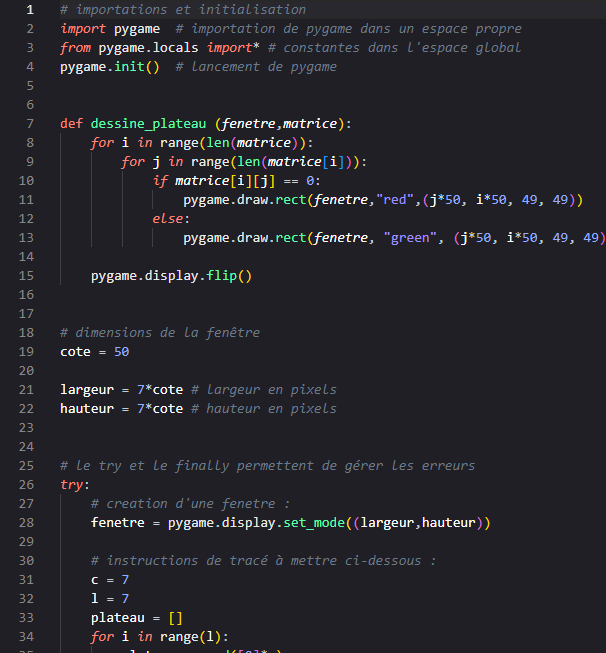 1 # importations et initialisation
2 import pygame # importation de pygame dans un espace propre
3 from pygame.locals import* # constantes dans l'espace global
4 pygame.init() # lancement de pygame
5
6
7 def dessine_plateau (fenetre,matrice):
8 for i in range(len(matrice)):
9 for j in range(len(matrice[i])):
10 if matrice[i][j] == 0:
11 pygame.draw.rect(fenetre,"red",(j*50, i*50, 49, 49))
12 else:
13 pygame.draw.rect(fenetre, "green", (j*50, i*50, 49, 49)
14
15 pygame.display.flip()
16
17
18 # dimensions de la fenêtre
19 cote = 50
20
21 largeur = 7*cote # largeur en pixels
22 hauteur = 7*cote # hauteur en pixels
23
24
25 # le try et le finally permettent de gérer les erreurs
26 try:
27 # creation d'une fenetre :
28 fenetre = pygame.display.set_mode((largeur,hauteur))
29
30 # instructions de tracé à mettre ci-dessous :
31 c = 7
32 l = 7
33 plateau = []
34 for i in range(l):